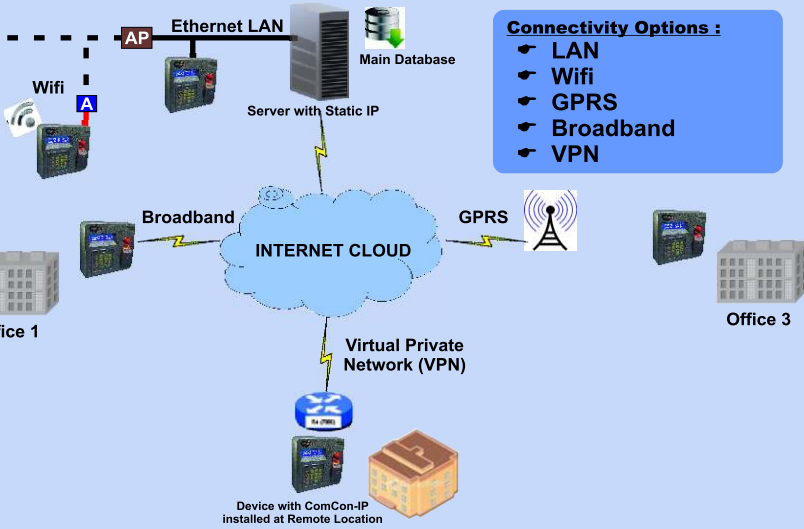 Ethernet LAN
AP
Main Database
Wifi
A
Server with Static IP
Connectivity Options :
LAN
Wifi
GPRS
Broadband
VPN
Broadband
GPRS
INTERNET CLOUD
fice 1
Office 3
Virtual Private
Network (VPN)
Device with ComCon-IP
installed at Remote Location